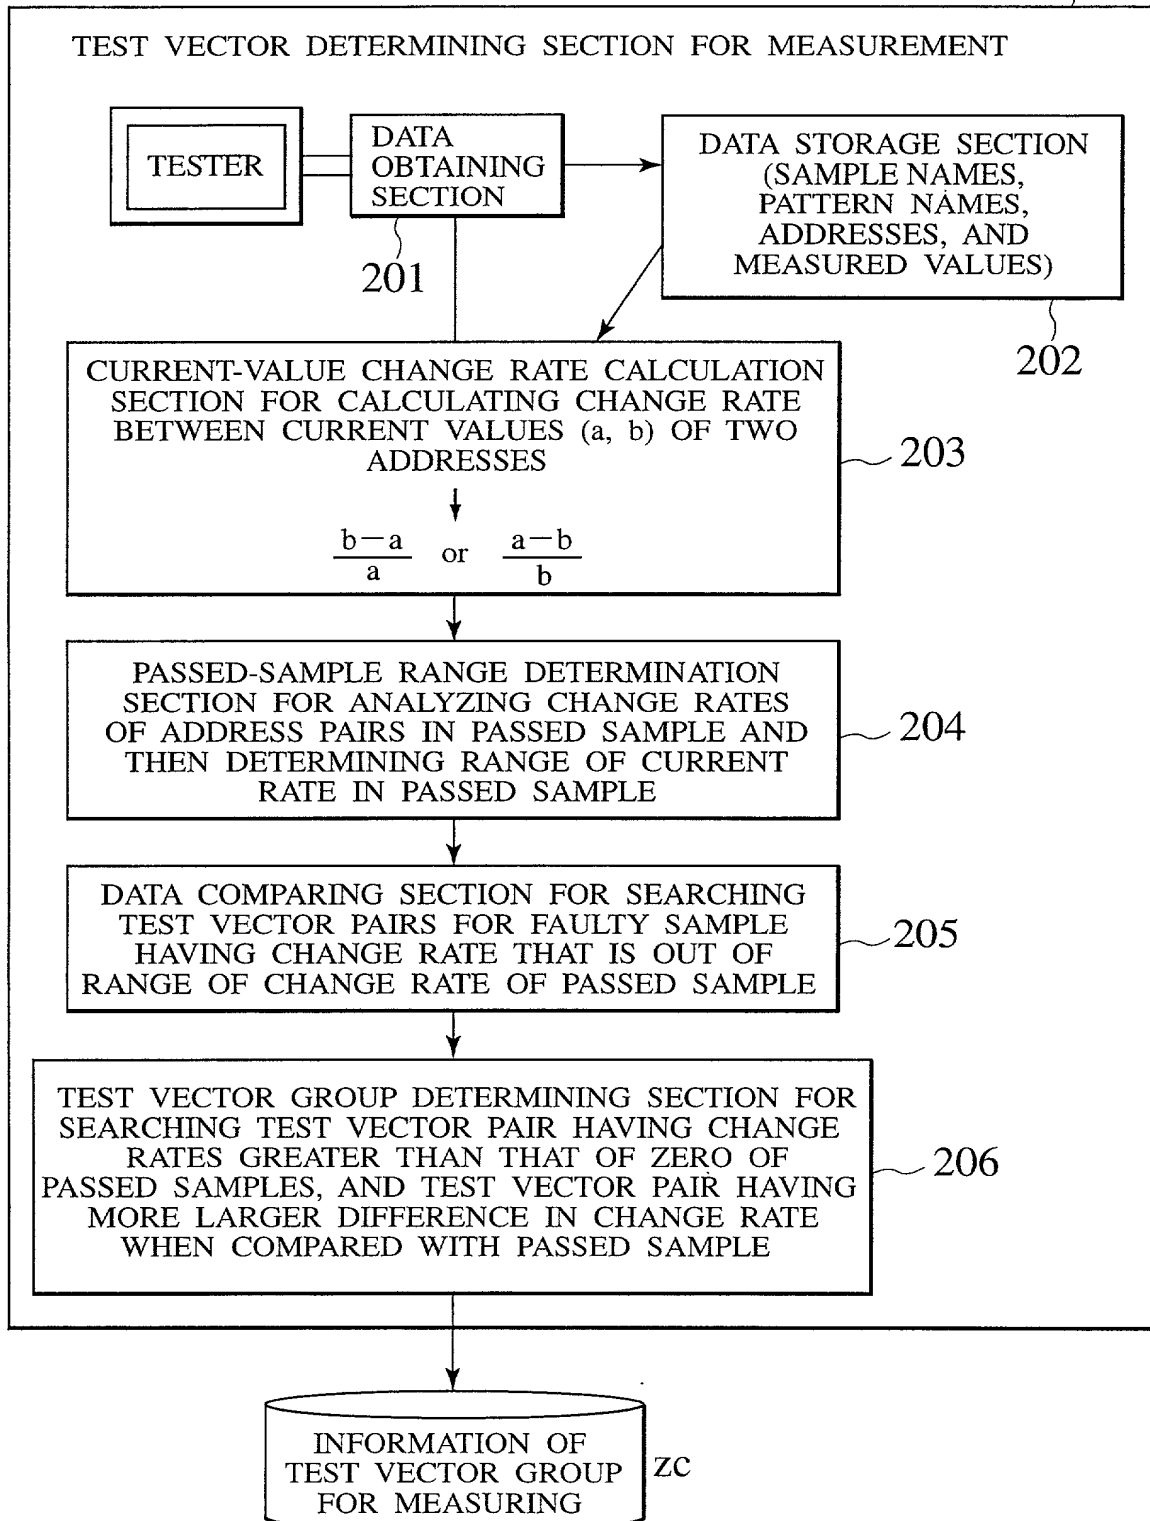 TEST VECTOR DETERMINING SECTION FOR MEASUREMENT
TESTER
DATA
OBTAINING
SECTION
201
DATA STORAGE SECTION
(SAMPLE NAMES,
PATTERN NAMES,
ADDRESSES, AND
MEASURED VALUES)
202
CURRENT-VALUE CHANGE RATE CALCULATION
SECTION FOR CALCULATING CHANGE RATE
BETWEEN CURRENT VALUES (a, b) OF TWO
ADDRESSES
b-a
a
or
a-b
b
203
PASSED-SAMPLE RANGE DETERMINATION
SECTION FOR ANALYZING CHANGE RATES
OF ADDRESS PAIRS IN PASSED SAMPLE AND
THEN DETERMINING RANGE OF CURRENT
RATE IN PASSED SAMPLE
204
DATA COMPARING SECTION FOR SEARCHING
TEST VECTOR PAIRS FOR FAULTY SAMPLE
HAVING CHANGE RATE THAT IS OUT OF
RANGE OF CHANGE RATE OF PASSED SAMPLE
205
TEST VECTOR GROUP DETERMINING SECTION FOR
SEARCHING TEST VECTOR PAIR HAVING CHANGE
RATES GREATER THAN THAT OF ZERO OF
PASSED SAMPLES, AND TEST VECTOR PAIR HAVING
MORE LARGER DIFFERENCE IN CHANGE RATE
WHEN COMPARED WITH PASSED SAMPLE
206
INFORMATION OF
TEST VECTOR GROUP
FOR MEASURING
zc